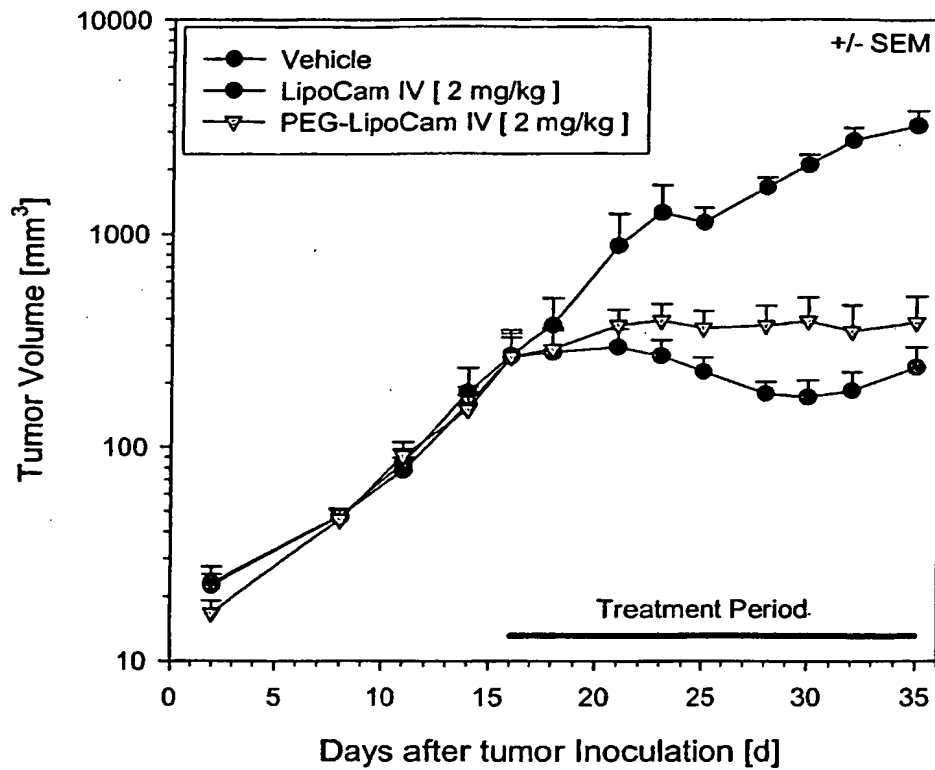 10000
1000
100
10
Tumor Volume [mm³]
+/- SEM
Vehicle
LipoCam IV [ 2 mg/kg ]
PEG-LipoCam IV [ 2 mg/kg ]
Treatment Period
0 5 10 15 20 25 30 35
Days after tumor Inoculation [d]